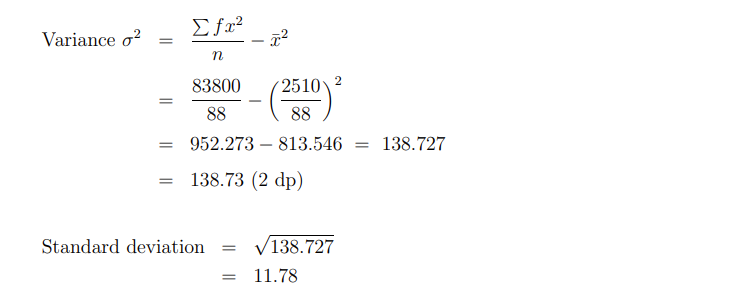 Variance σ² = ∑ fx² / n − x̄²
= 83800 / 88 − (2510 / 88)²
= 952.273 − 813.546 = 138.727
= 138.73 (2 dp)
Standard deviation = √138.727
= 11.78